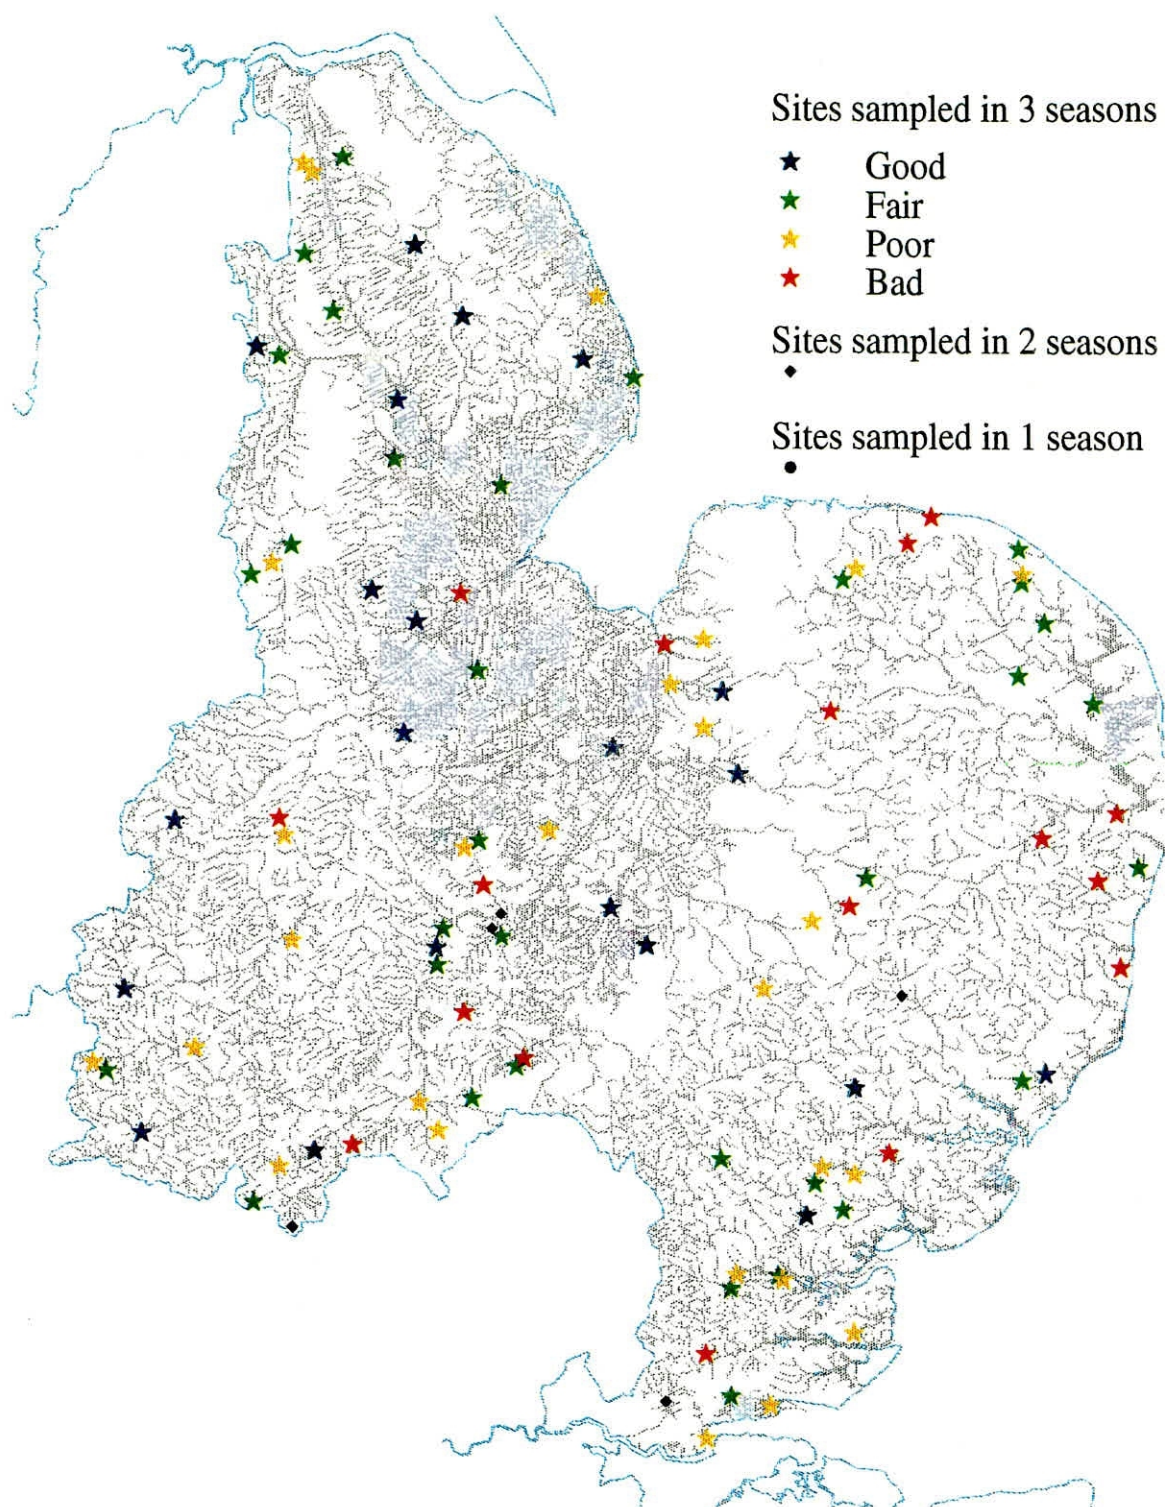 Sites sampled in 3 seasons
Good
Fair
Poor
Bad
Sites sampled in 2 seasons
Sites sampled in 1 season